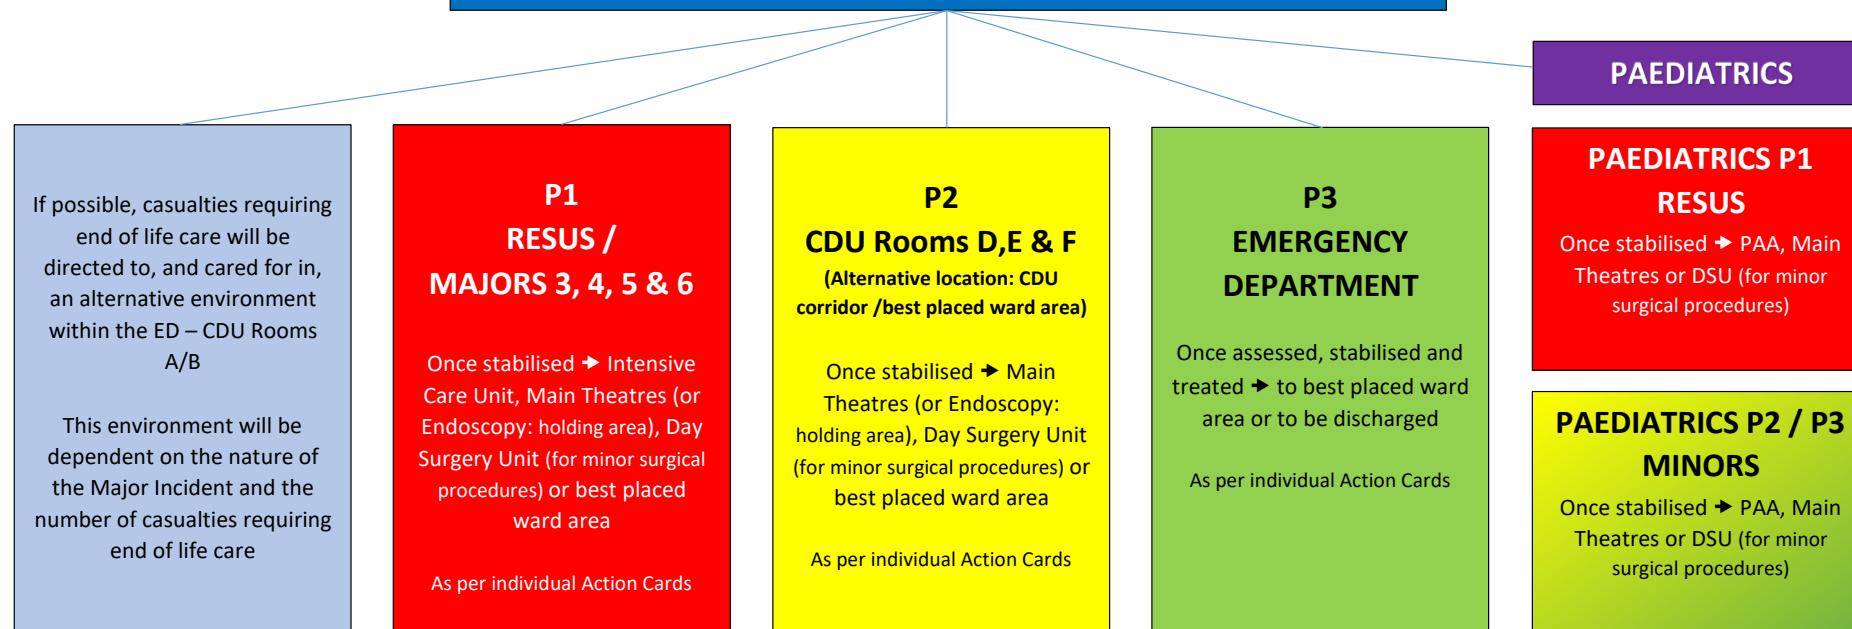 PAEDIATRICS
If possible, casualties requiring
end of life care will be
directed to, and cared for in,
an alternative environment
within the ED – CDU Rooms
A/B
This environment will be
dependent on the nature of
the Major Incident and the
number of casualties requiring
end of life care
P1
RESUS /
MAJORS 3, 4, 5 & 6
Once stabilised ➔ Intensive
Care Unit, Main Theatres (or
Endoscopy: holding area), Day
Surgery Unit (for minor surgical
procedures) or best placed
ward area
As per individual Action Cards
P2
CDU Rooms D,E & F
(Alternative location: CDU
corridor /best placed ward area)
Once stabilised ➔ Main
Theatres (or Endoscopy:
holding area), Day Surgery Unit
(for minor surgical procedures) or
best placed ward area
As per individual Action Cards
P3
EMERGENCY
DEPARTMENT
Once assessed, stabilised and
treated ➔ to best placed ward
area or to be discharged
As per individual Action Cards
PAEDIATRICS P1
RESUS
Once stabilised ➔ PAA, Main
Theatres or DSU (for minor
surgical procedures)
PAEDIATRICS P2 / P3
MINORS
Once stabilised ➔ PAA, Main
Theatres or DSU (for minor
surgical procedures)